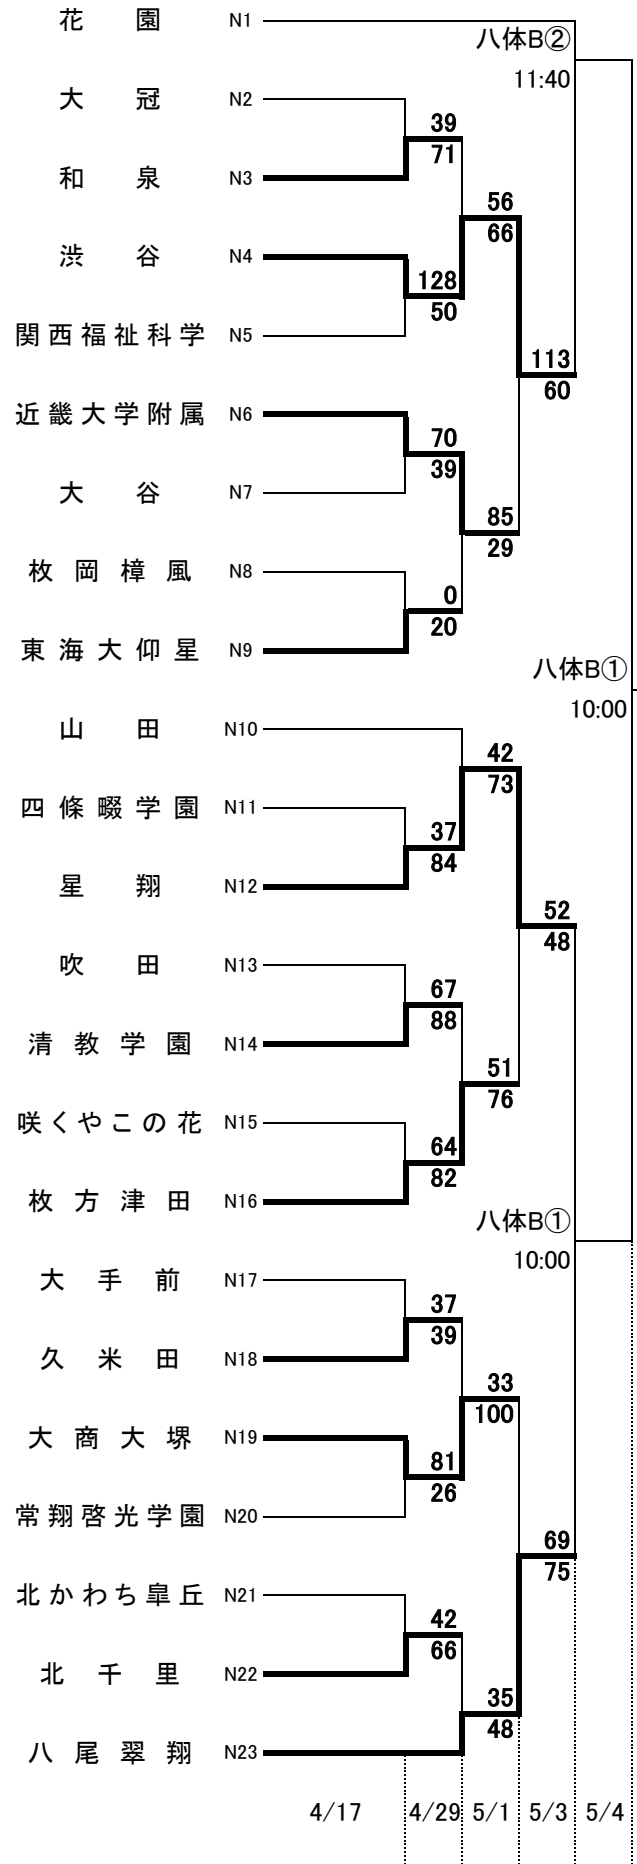 花園 N1
八体B②
11:40
大冠 N2
39
71
和泉 N3
56
66
渋谷 N4
128
50
関西福祉科学 N5
113
60
近畿大学附属 N6
70
39
大谷 N7
85
29
枚岡樟風 N8
0
20
東海大仰星 N9
八体B①
10:00
山田 N10
42
73
四條畷学園 N11
37
84
星翔 N12
52
48
吹田 N13
67
88
清教学園 N14
51
76
咲くやこの花 N15
64
82
枚方津田 N16
八体B①
10:00
大手前 N17
37
39
久米田 N18
33
100
大商大堺 N19
81
26
常翔啓光学園 N20
69
75
北かわち皐が丘 N21
42
66
北千里 N22
35
48
八尾翠翔 N23
4/17 4/29 5/1 5/3 5/4